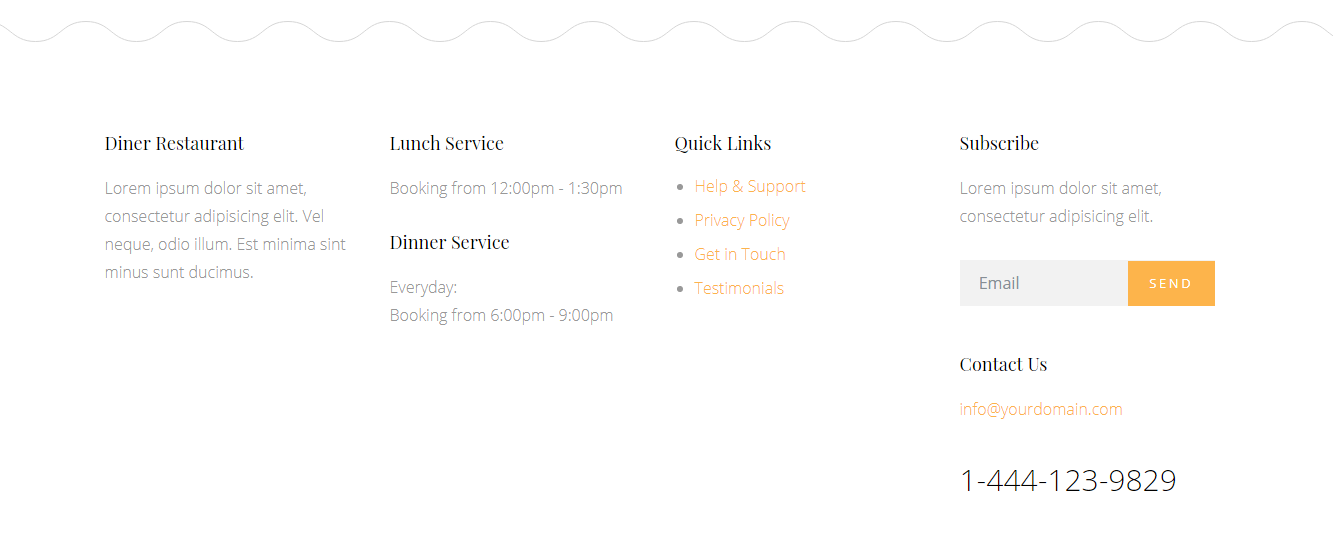 Diner Restaurant
Lorem ipsum dolor sit amet,
consectetur adipisicing elit. Vel
neque, odio illum. Est minima sint
minus sunt ducimus.
Lunch Service
Booking from 12:00pm - 1:30pm
Dinner Service
Everyday:
Booking from 6:00pm - 9:00pm
Quick Links
Help & Support
Privacy Policy
Get in Touch
Testimonials
Subscribe
Lorem ipsum dolor sit amet,
consectetur adipisicing elit.
Email
SEND
Contact Us
info@yourdomain.com
1-444-123-9829